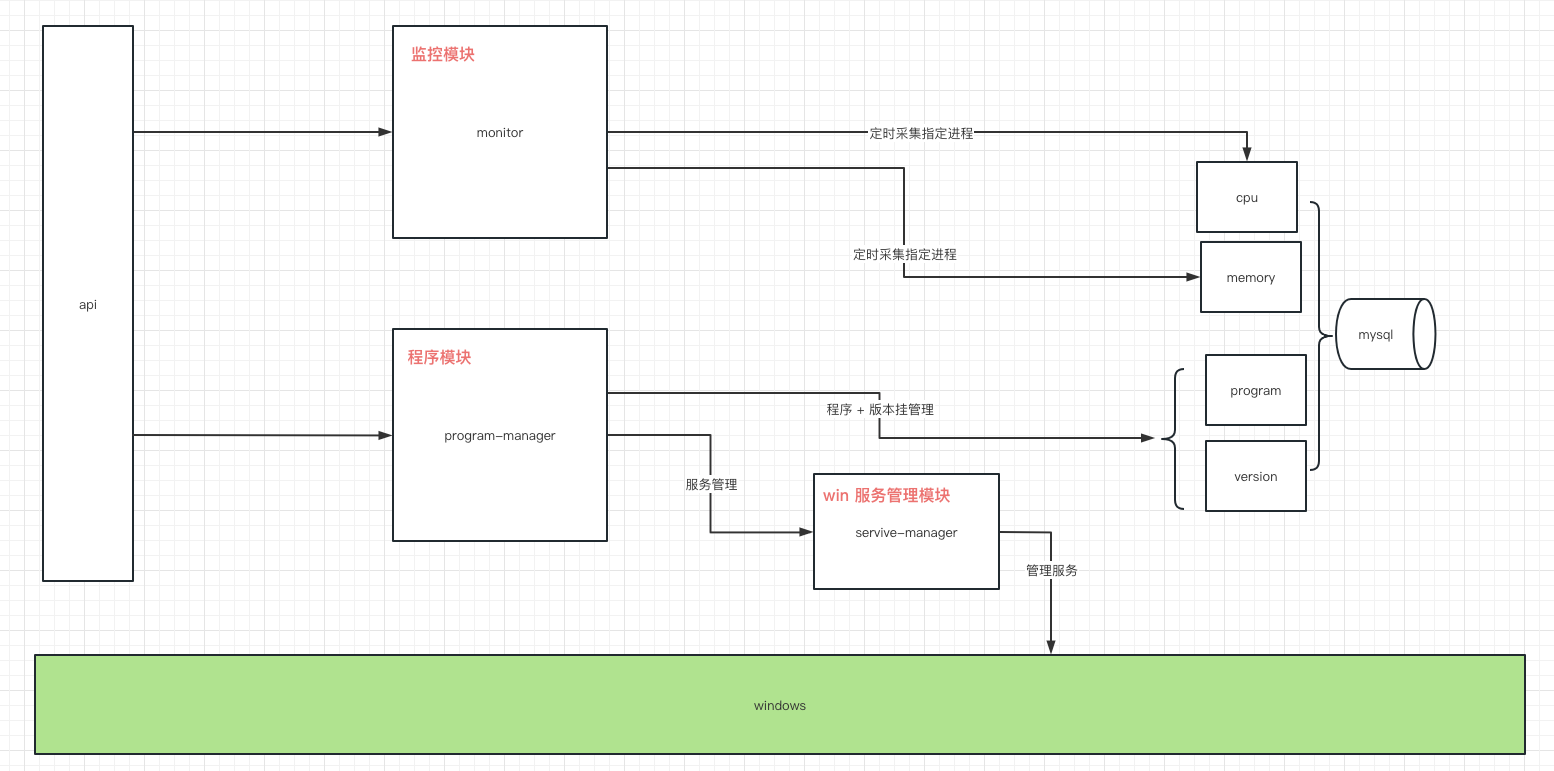 监控模块
monitor
定时采集指定进程
cpu
定时采集指定进程
memory
api
mysql
程序模块
program-manager
程序 + 版本挂管理
program
version
服务管理
win 服务管理模块
servive-manager
管理服务
windows